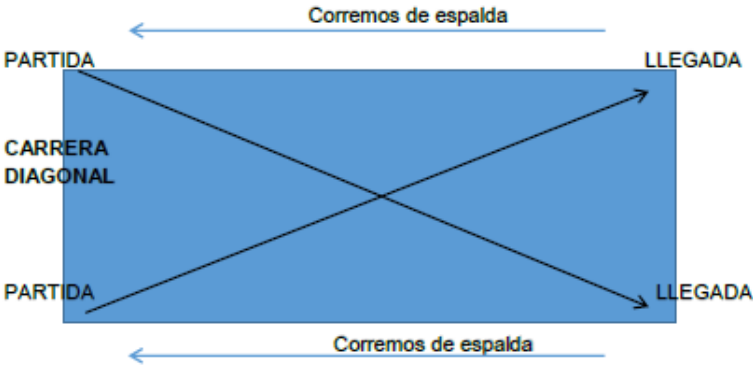 Corremos de espalda
PARTIDA
LLEGADA
CARRERA
DIAGONAL
PARTIDA
LLEGADA
Corremos de espalda